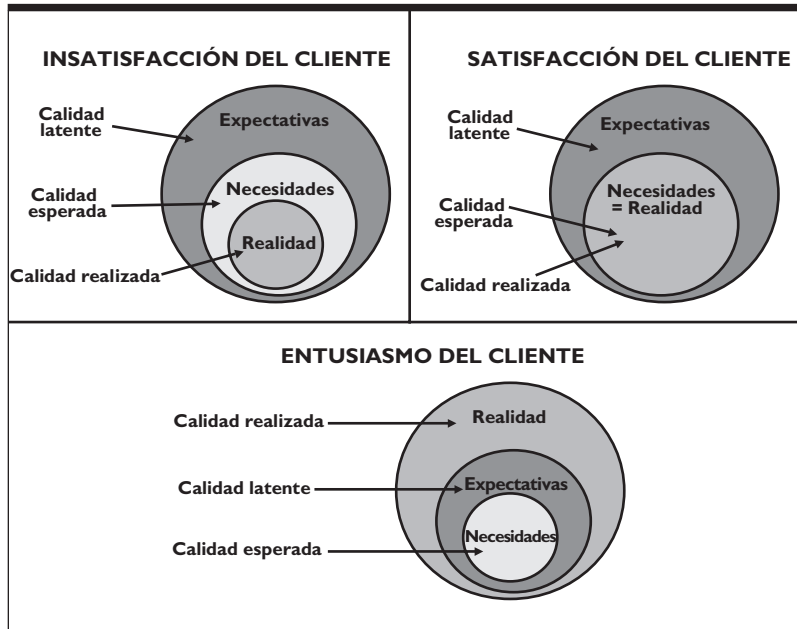 INSATISFACCIÓN DEL CLIENTE
Calidad
latente
Expectativas
Calidad
esperada
Necesidades
Realidad
Calidad realizada
SATISFACCIÓN DEL CLIENTE
Calidad
latente
Expectativas
Calidad
esperada
Necesidades
= Realidad
Calidad realizada
ENTUSIASMO DEL CLIENTE
Calidad realizada
Realidad
Calidad latente
Expectativas
Calidad esperada
Necesidades